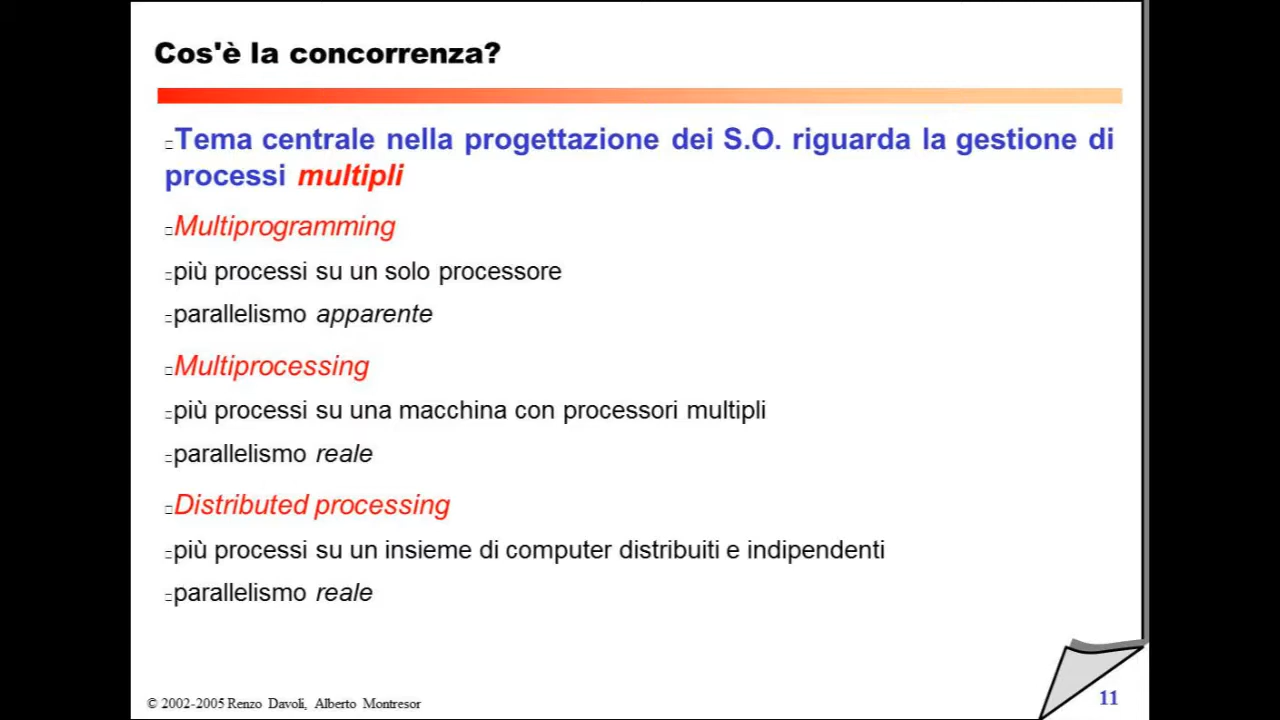 Cos'è la concorrenza?
Tema centrale nella progettazione dei S.O. riguarda la gestione di
processi multipli
Multiprogramming
più processi su un solo processore
parallelismo apparente
Multiprocessing
più processi su una macchina con processori multipli
parallelismo reale
Distributed processing
più processi su un insieme di computer distribuiti e indipendenti
parallelismo reale
© 2002-2005 Renzo Davoli, Alberto Montresor
11